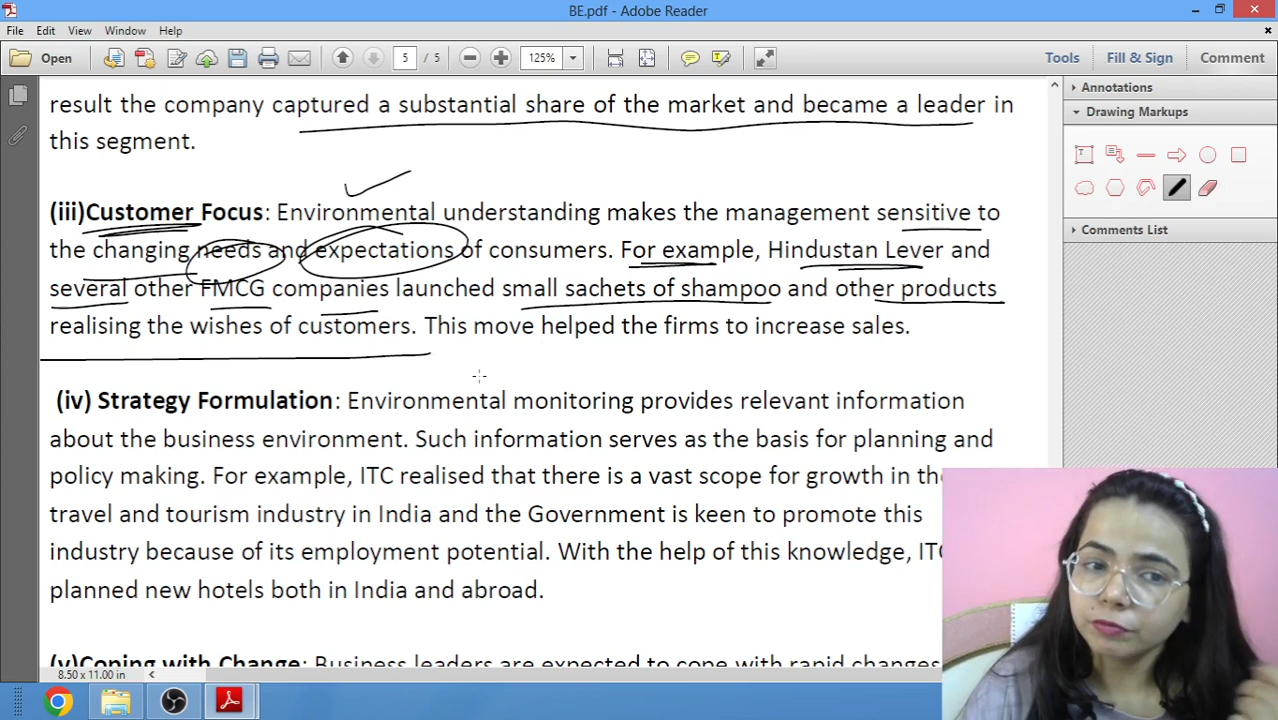 BE.pdf - Adobe Reader
File Edit View Window Help
Open 5 / 5 125% Tools Fill & Sign Comment
Annotations
Drawing Markups
Comments List
result the company captured a substantial share of the market and became a leader in
this segment.
(iii)Customer Focus: Environmental understanding makes the management sensitive to
the changing needs and expectations of consumers. For example, Hindustan Lever and
several other FMCG companies launched small sachets of shampoo and other products
realising the wishes of customers. This move helped the firms to increase sales.
(iv) Strategy Formulation: Environmental monitoring provides relevant information
about the business environment. Such information serves as the basis for planning and
policy making. For example, ITC realised that there is a vast scope for growth in the
travel and tourism industry in India and the Government is keen to promote this
industry because of its employment potential. With the help of this knowledge, ITC
planned new hotels both in India and abroad.
(v)Coping with Change: Business leaders are expected to cope with rapid changes
8.50 x 11.00 in